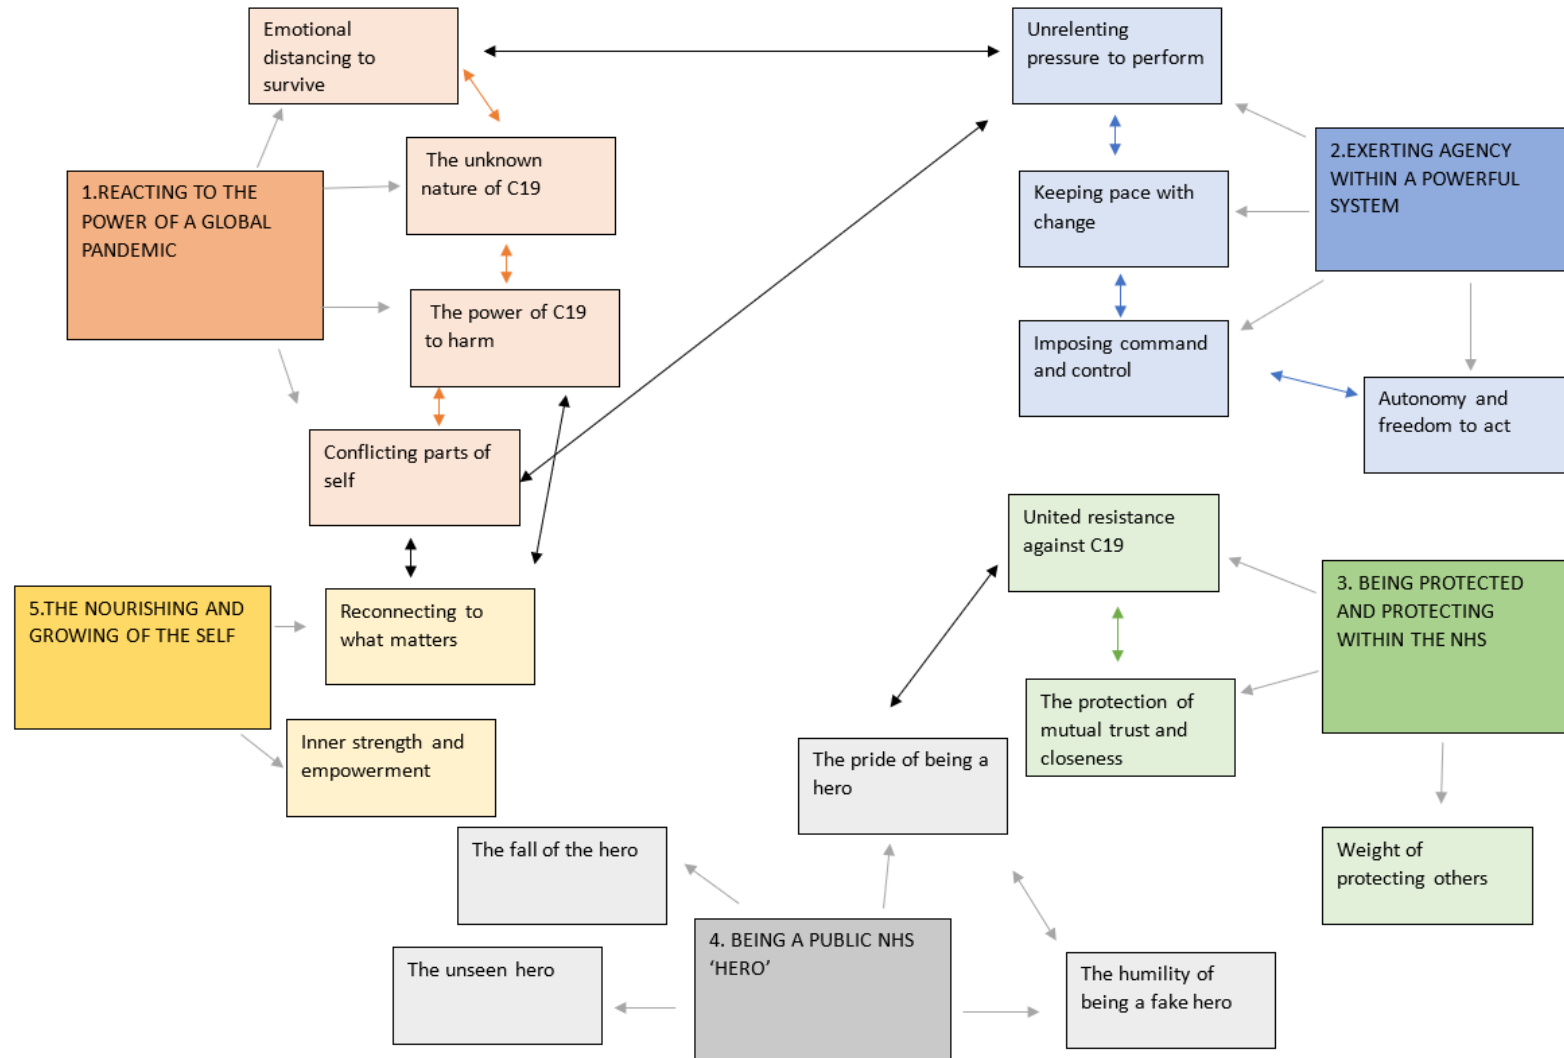 Emotional
distancing to
survive
Unrelenting
pressure to perform
The unknown
nature of C19
1.REACTING TO THE
POWER OF A GLOBAL
PANDEMIC
2.EXERTING AGENCY
WITHIN A POWERFUL
SYSTEM
Keeping pace with
change
The power of C19
to harm
Imposing command
and control
Autonomy and
freedom to act
Conflicting parts of
self
United resistance
against C19
3. BEING PROTECTED
AND PROTECTING
WITHIN THE NHS
5.THE NOURISHING AND
GROWING OF THE SELF
Reconnecting to
what matters
The protection of
mutual trust and
closeness
Inner strength and
empowerment
The pride of being a
hero
The fall of the hero
Weight of
protecting others
4. BEING A PUBLIC NHS
‘HERO’
The unseen hero
The humility of
being a fake hero